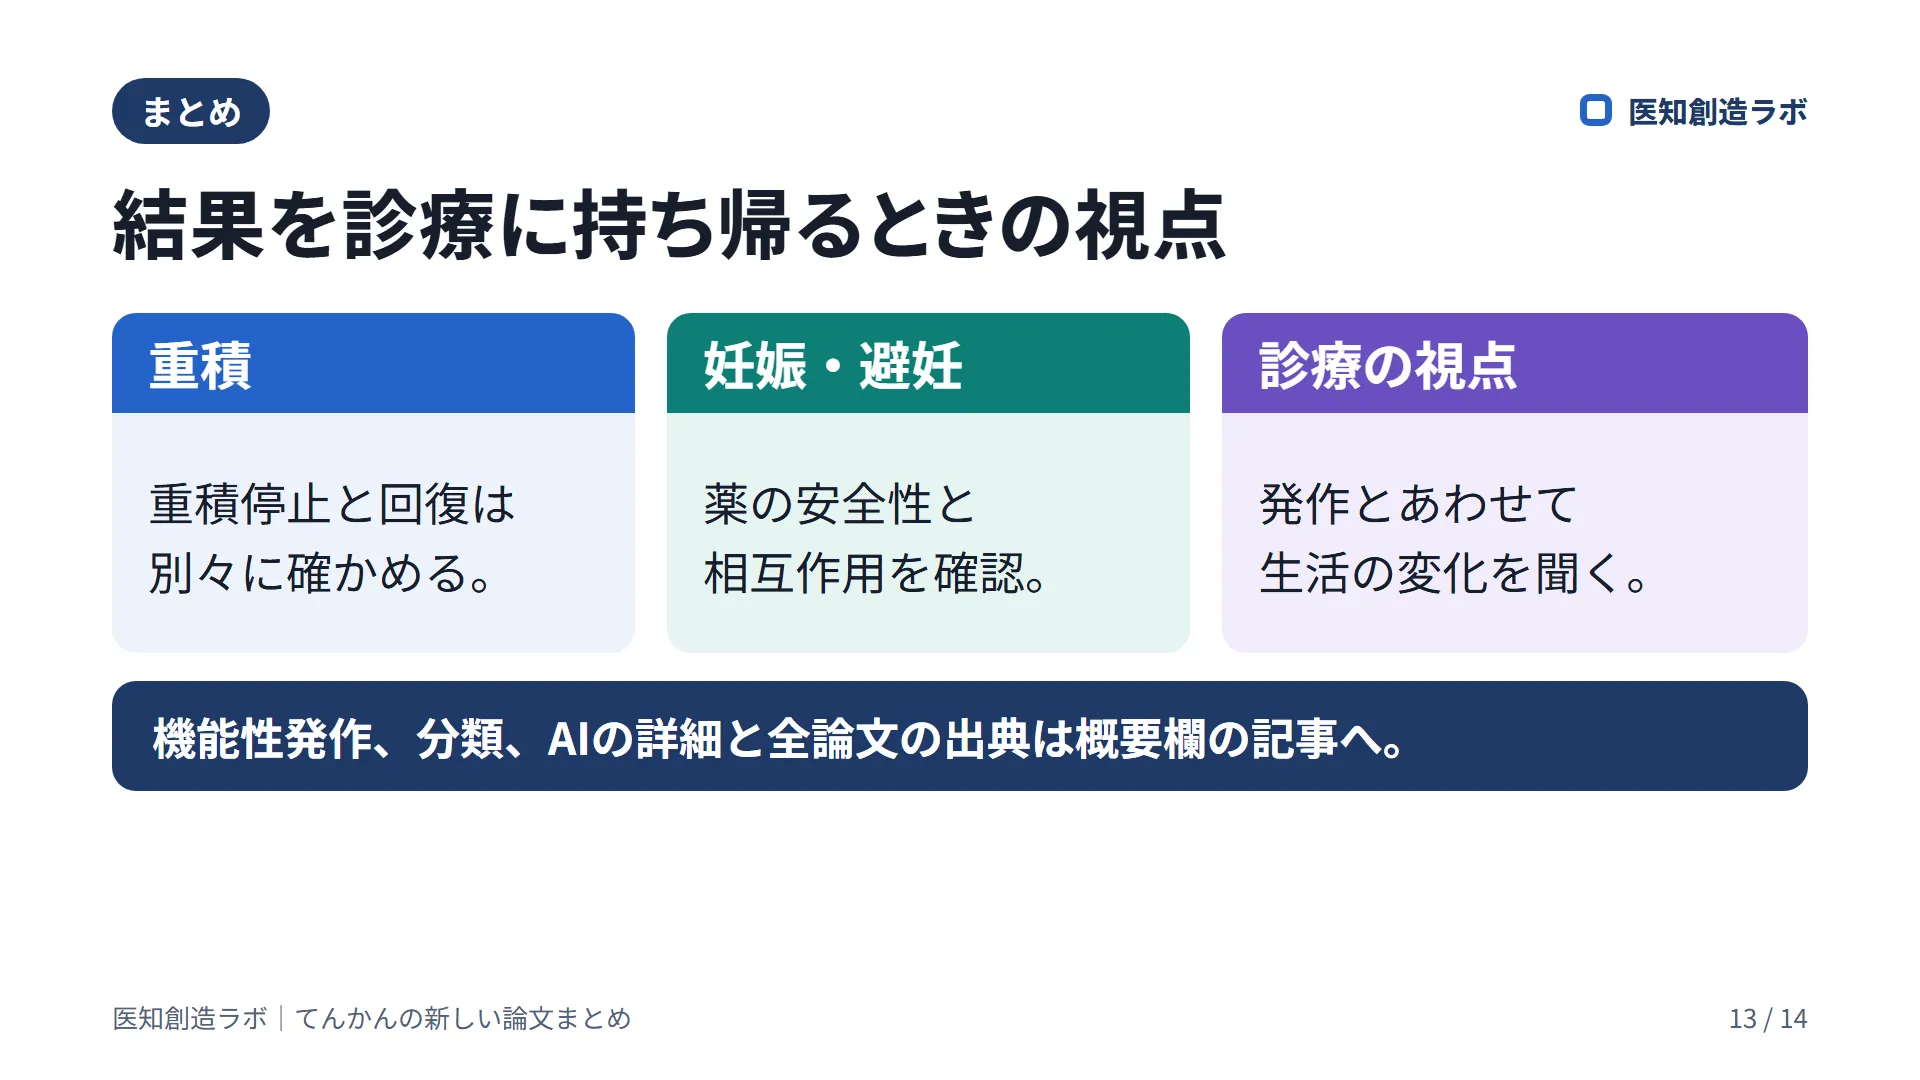 まとめ
医知創造ラボ
結果を診療に持ち帰るときの視点
重積
重積停止と回復は
別々に確かめる。
妊娠・避妊
薬の安全性と
相互作用を確認。
診療の視点
発作とあわせて
生活の変化を聞く。
機能性発作、分類、AIの詳細と全論文の出典は概要欄の記事へ。
医知創造ラボ｜てんかんの新しい論文まとめ
13 / 14